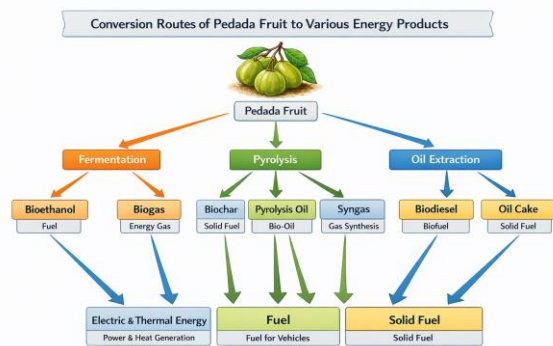 Conversion Routes of Pedada Fruit to Various Energy Products
Pedada Fruit
Fermentation
Pyrolysis
Oil Extraction
Bioethanol
Fuel
Biogas
Energy Gas
Biochar
Solid Fuel
Pyrolysis Oil
Bio-Oil
Syngas
Gas Synthesis
Biodiesel
Biofuel
Oil Cake
Solid Fuel
Electric & Thermal Energy
Power & Heat Generation
Fuel
Fuel for Vehicles
Solid Fuel
Solid Fuel